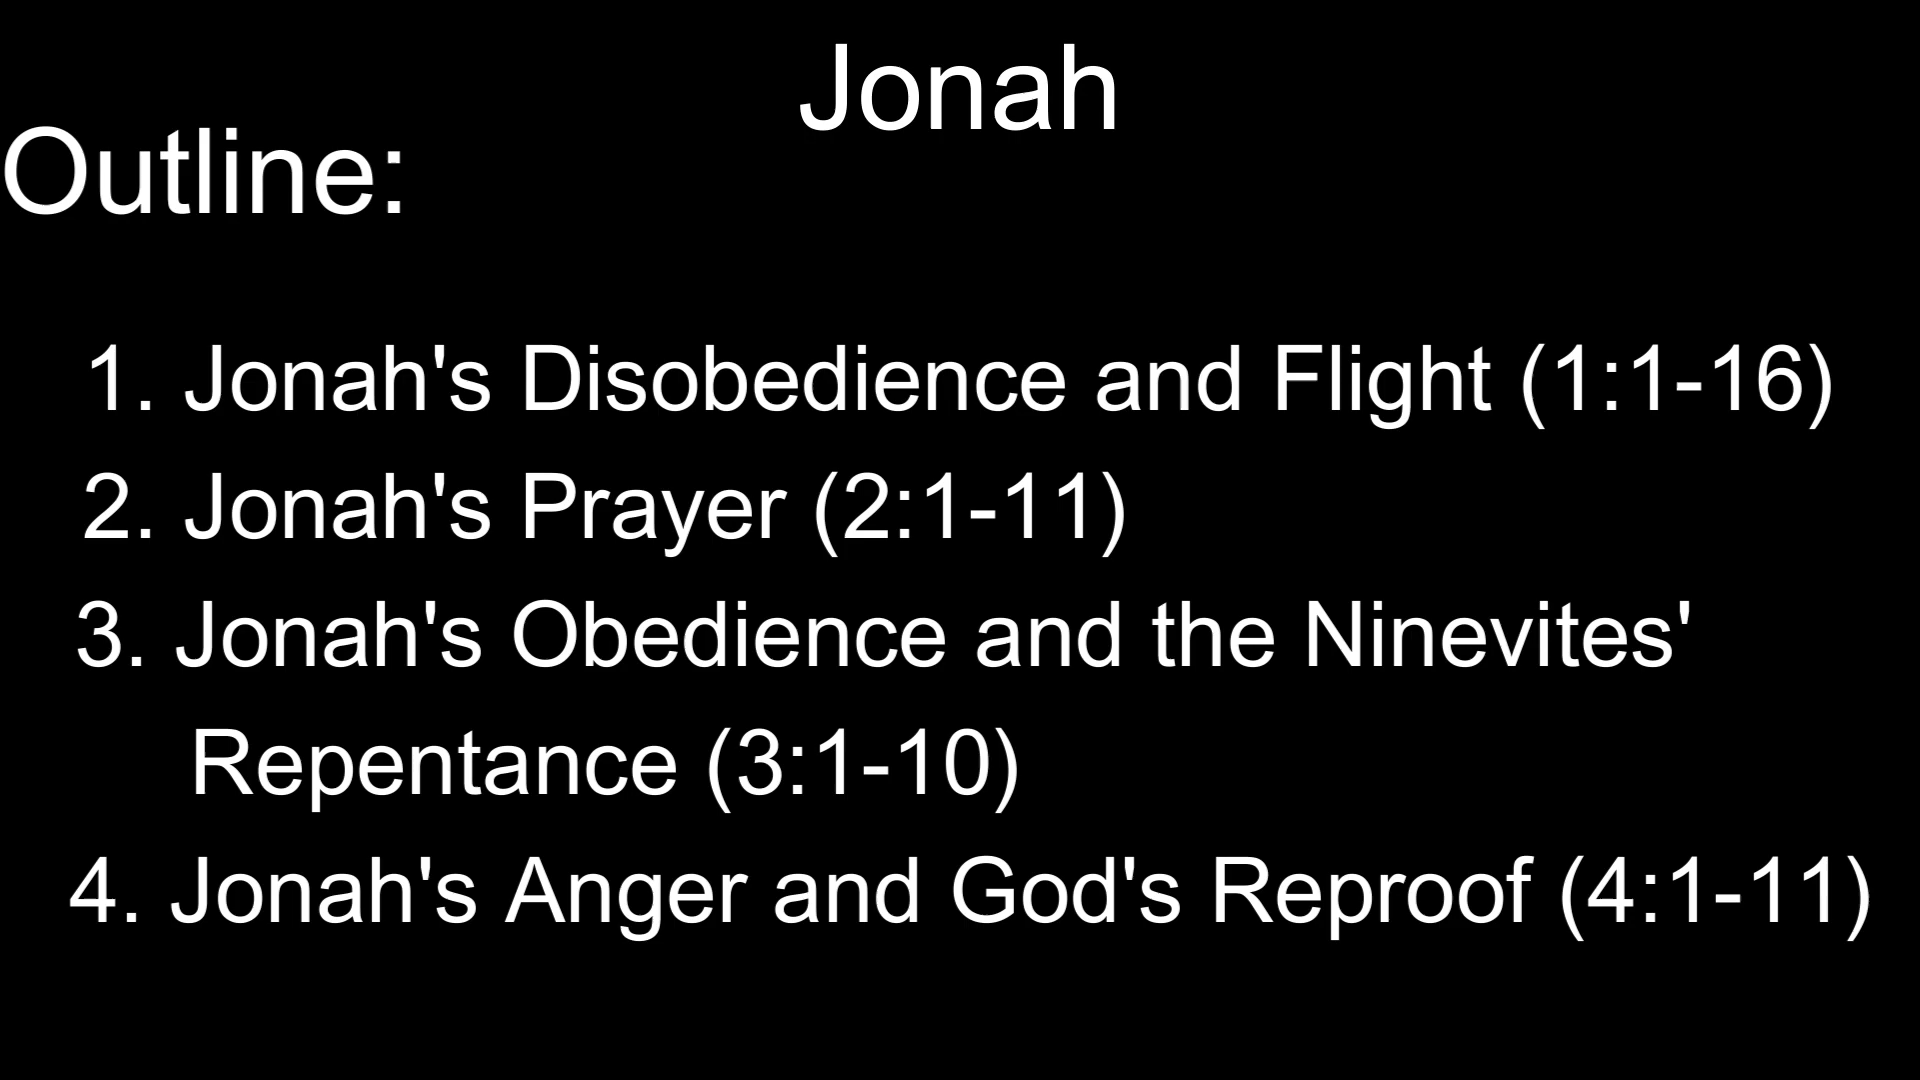 Jonah
Outline:
1. Jonah's Disobedience and Flight (1:1-16)
2. Jonah's Prayer (2:1-11)
3. Jonah's Obedience and the Ninevites'
Repentance (3:1-10)
4. Jonah's Anger and God's Reproof (4:1-11)